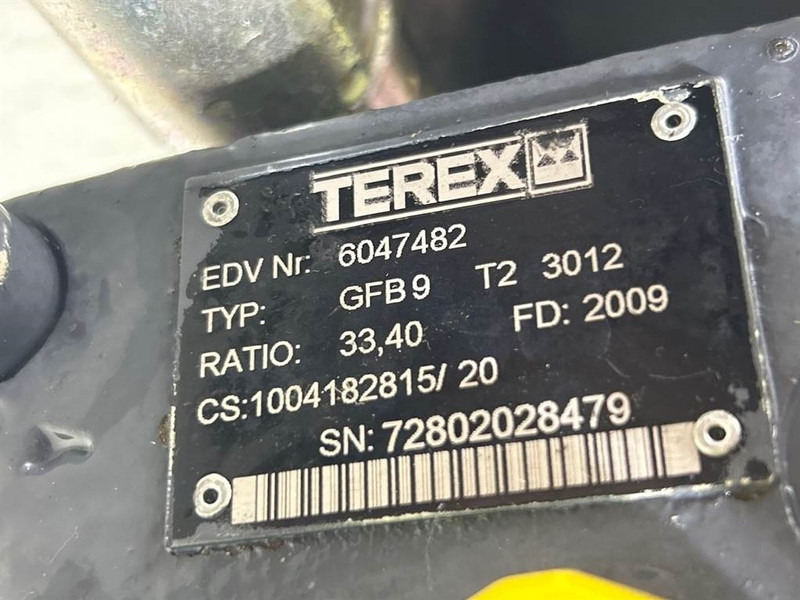 TEREX
EDV Nr: 6047482
TYP: GFB 9 T2 3012
RATIO: 33,40 FD: 2009
CS:1004182815/ 20
SN: 72802028479